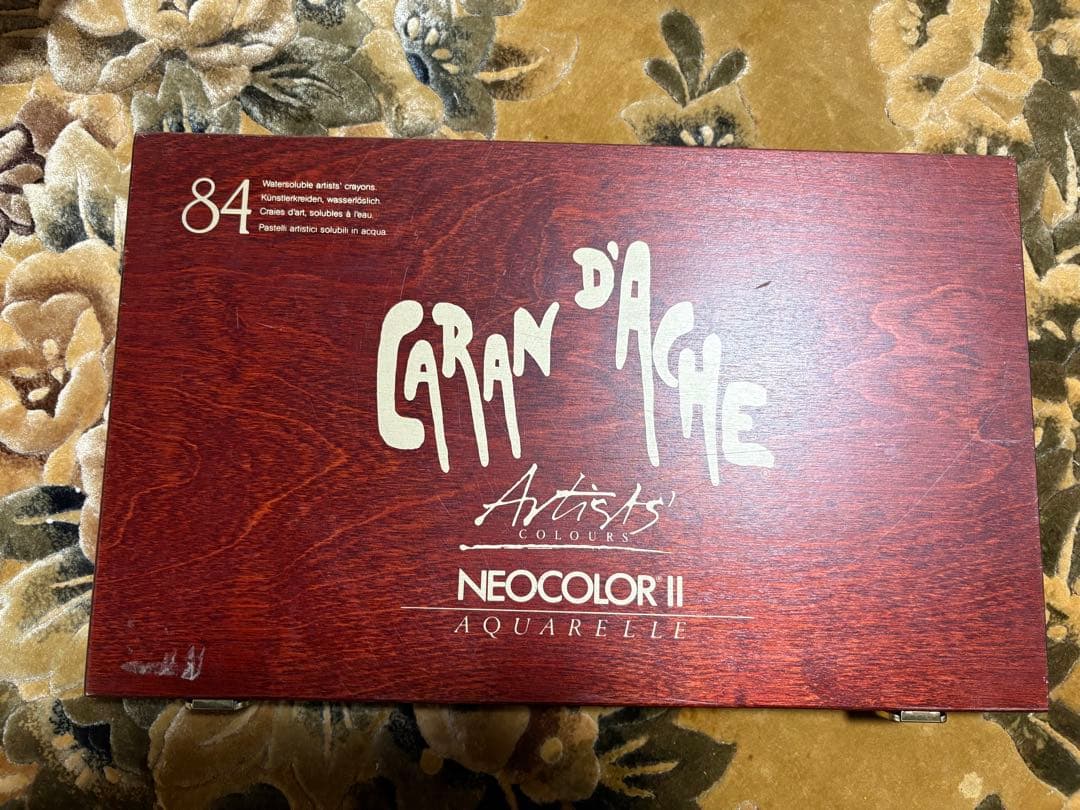 84
Watersoluble artists' crayons.
Künstlerkreiden, wasserlöslich.
Craies d'art, solubles à l'eau.
Pastelli artistici solubili in acqua.
CARAN D'ACHE
Artists'
COLOURS
NEOCOLOR® II
AQUARELLE